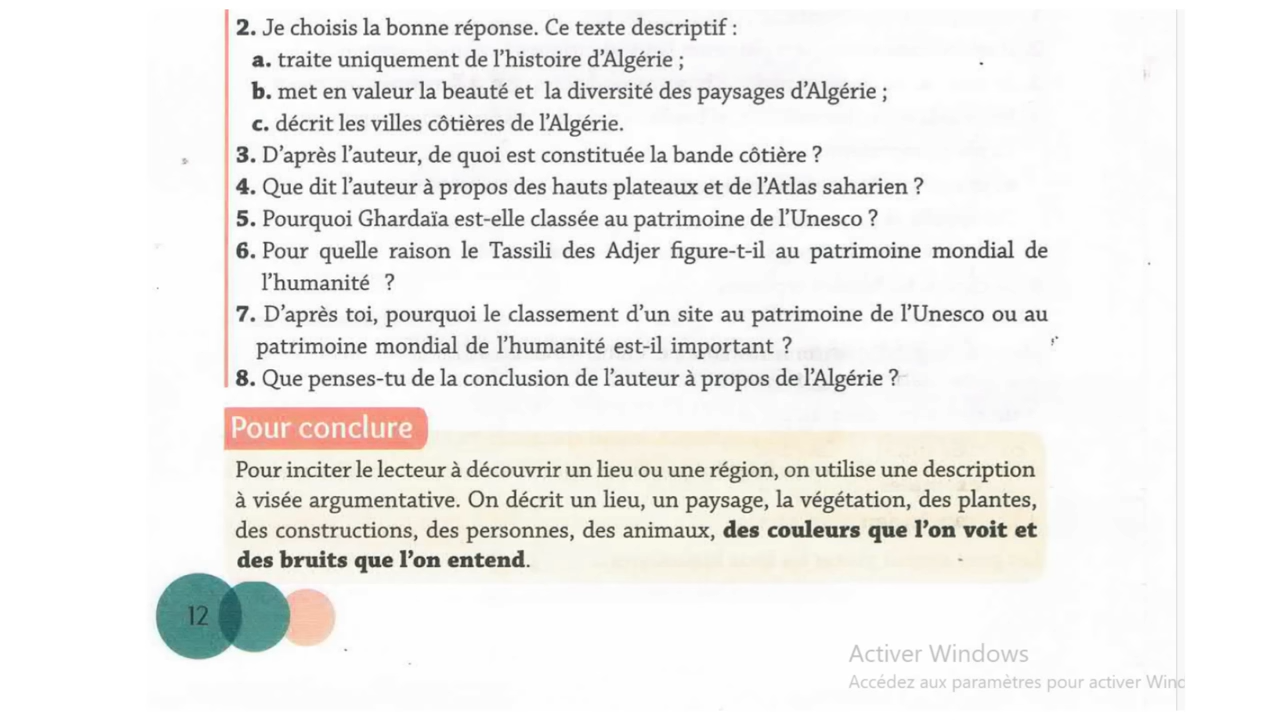 2. Je choisis la bonne réponse. Ce texte descriptif :
a. traite uniquement de l'histoire d'Algérie ;
b. met en valeur la beauté et la diversité des paysages d'Algérie ;
c. décrit les villes côtières de l'Algérie.
3. D'après l'auteur, de quoi est constituée la bande côtière ?
4. Que dit l'auteur à propos des hauts plateaux et de l'Atlas saharien ?
5. Pourquoi Ghardaïa est-elle classée au patrimoine de l'Unesco ?
6. Pour quelle raison le Tassili des Adjer figure-t-il au patrimoine mondial de
l'humanité ?
7. D'après toi, pourquoi le classement d'un site au patrimoine de l'Unesco ou au
patrimoine mondial de l'humanité est-il important ?
8. Que penses-tu de la conclusion de l'auteur à propos de l'Algérie ?
Pour conclure
Pour inciter le lecteur à découvrir un lieu ou une région, on utilise une description
à visée argumentative. On décrit un lieu, un paysage, la végétation, des plantes,
des constructions, des personnes, des animaux, des couleurs que l'on voit et
des bruits que l'on entend.
12
Activer Windows
Accédez aux paramètres pour activer Wind